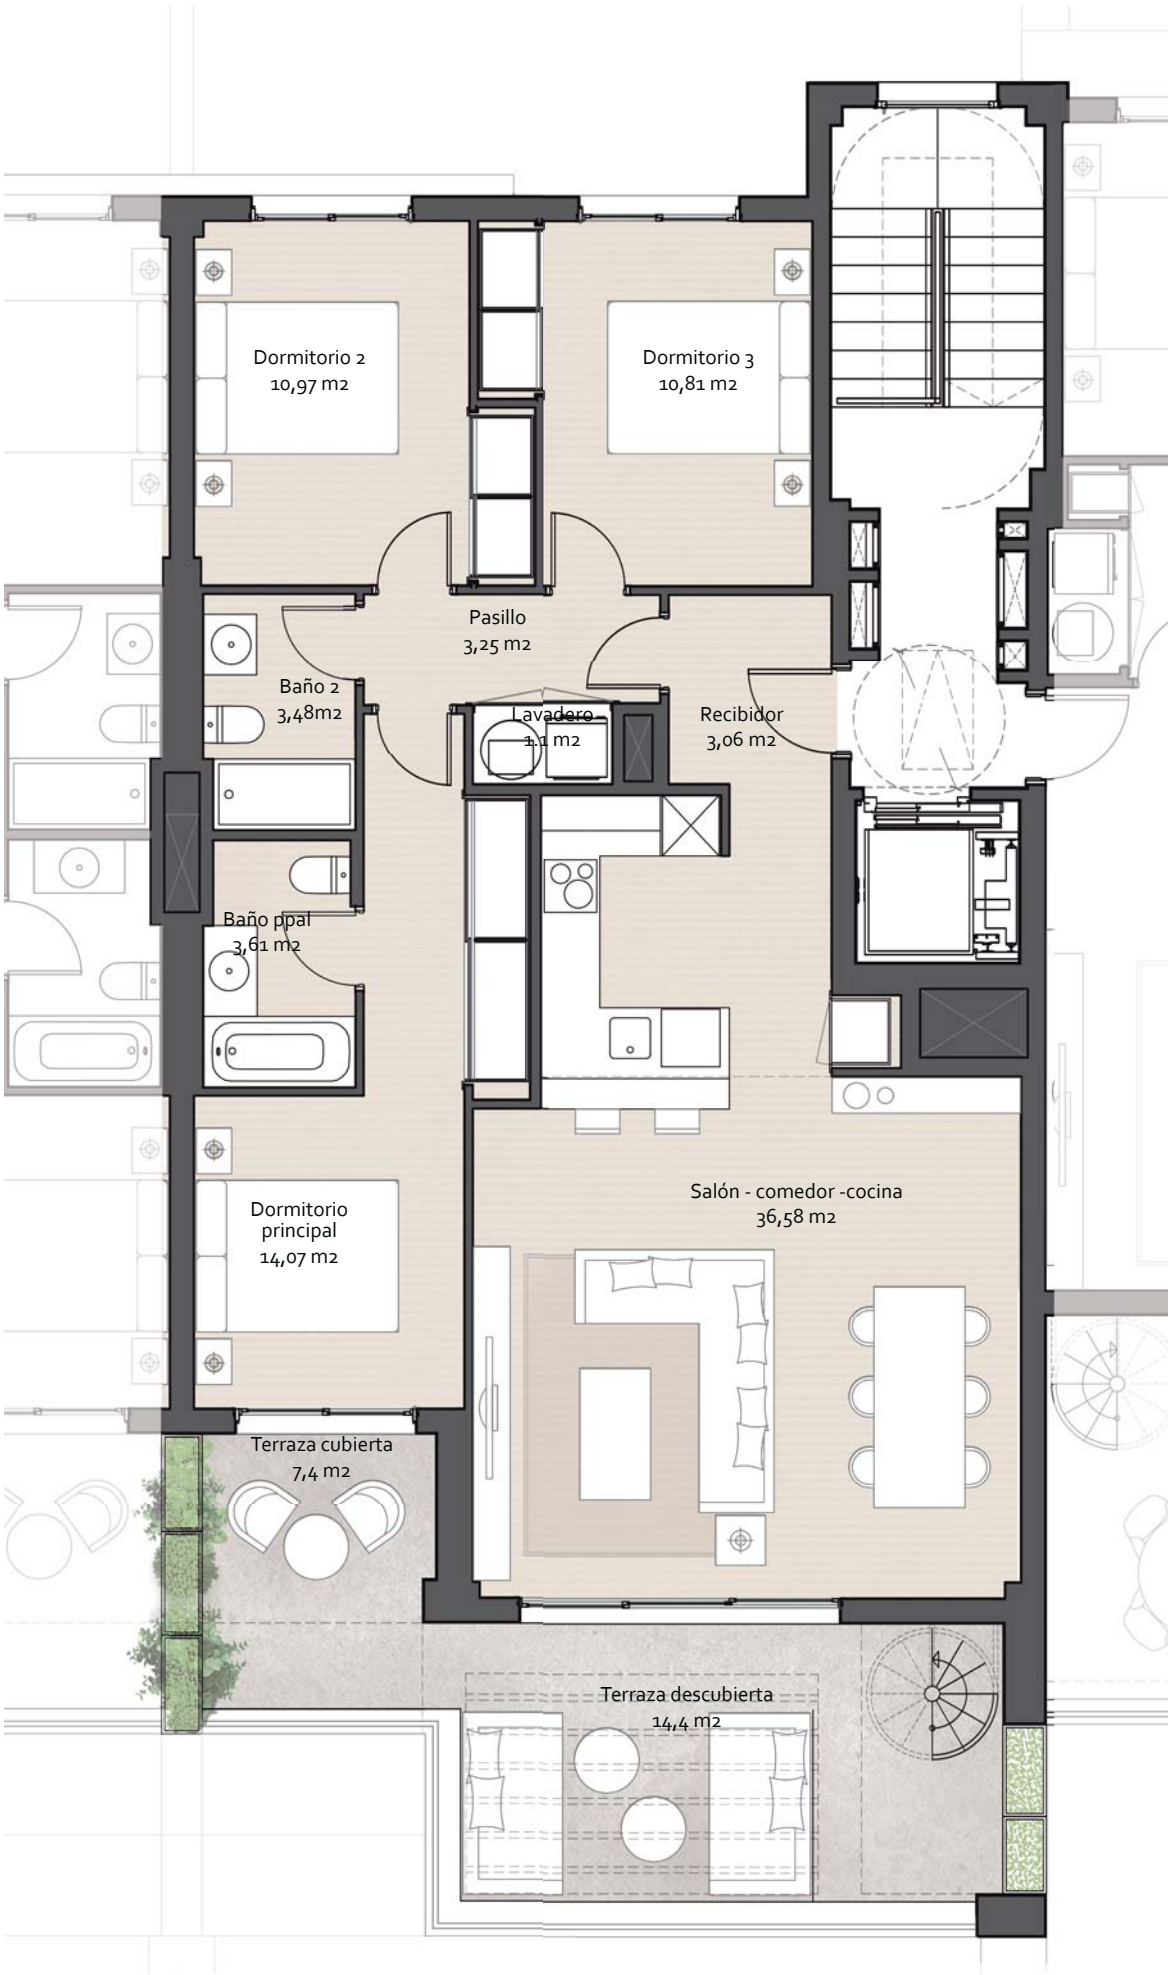 Dormitorio 2
10,97 m2
Dormitorio 3
10,81 m2
Pasillo
3,25 m2
Baño 2
3,48m2
Lavadero
1.1 m2
Recibidor
3,06 m2
Baño ppal
3,61 m2
Salón - comedor -cocina
36,58 m2
Dormitorio
principal
14,07 m2
Terraza cubierta
7,4 m2
Terraza descubierta
14,4 m2